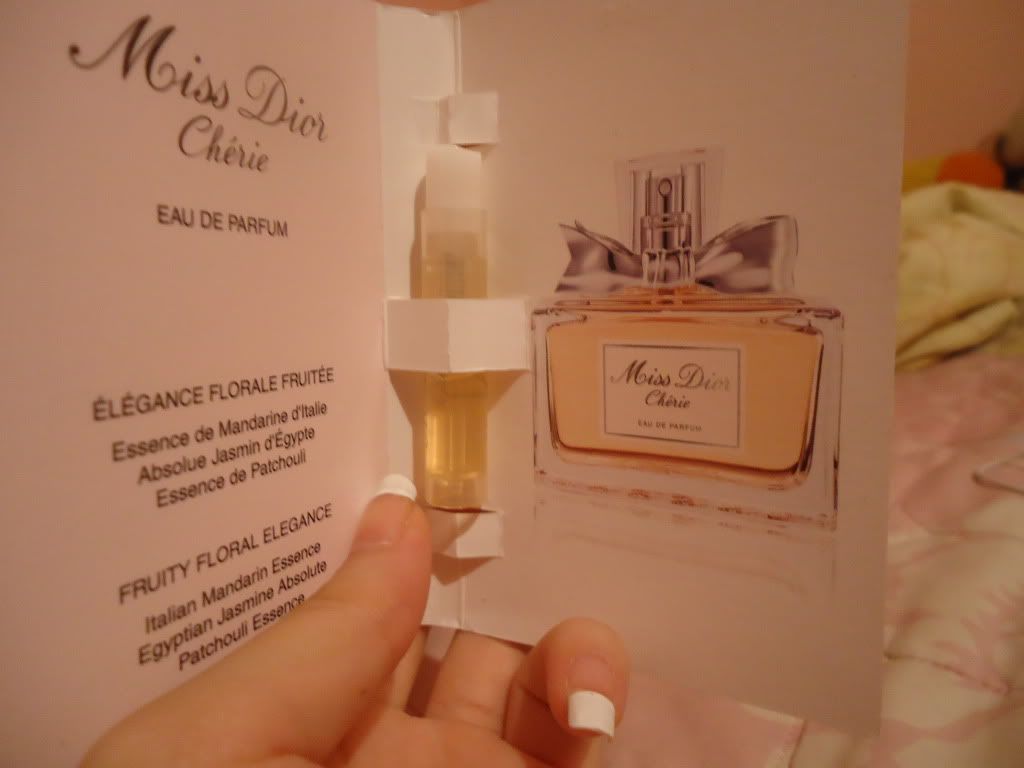 Miss Dior
Chérie
EAU DE PARFUM
ÉLÉGANCE FLORALE FRUITÉE
Essence de Mandarine d'Italie
Absolue Jasmin d'Égypte
Essence de Patchouli
FRUITY FLORAL ELEGANCE
Italian Mandarin Essence
Egyptian Jasmine Absolute
Patchouli Essence
Miss Dior
Chérie
EAU DE PARFUM